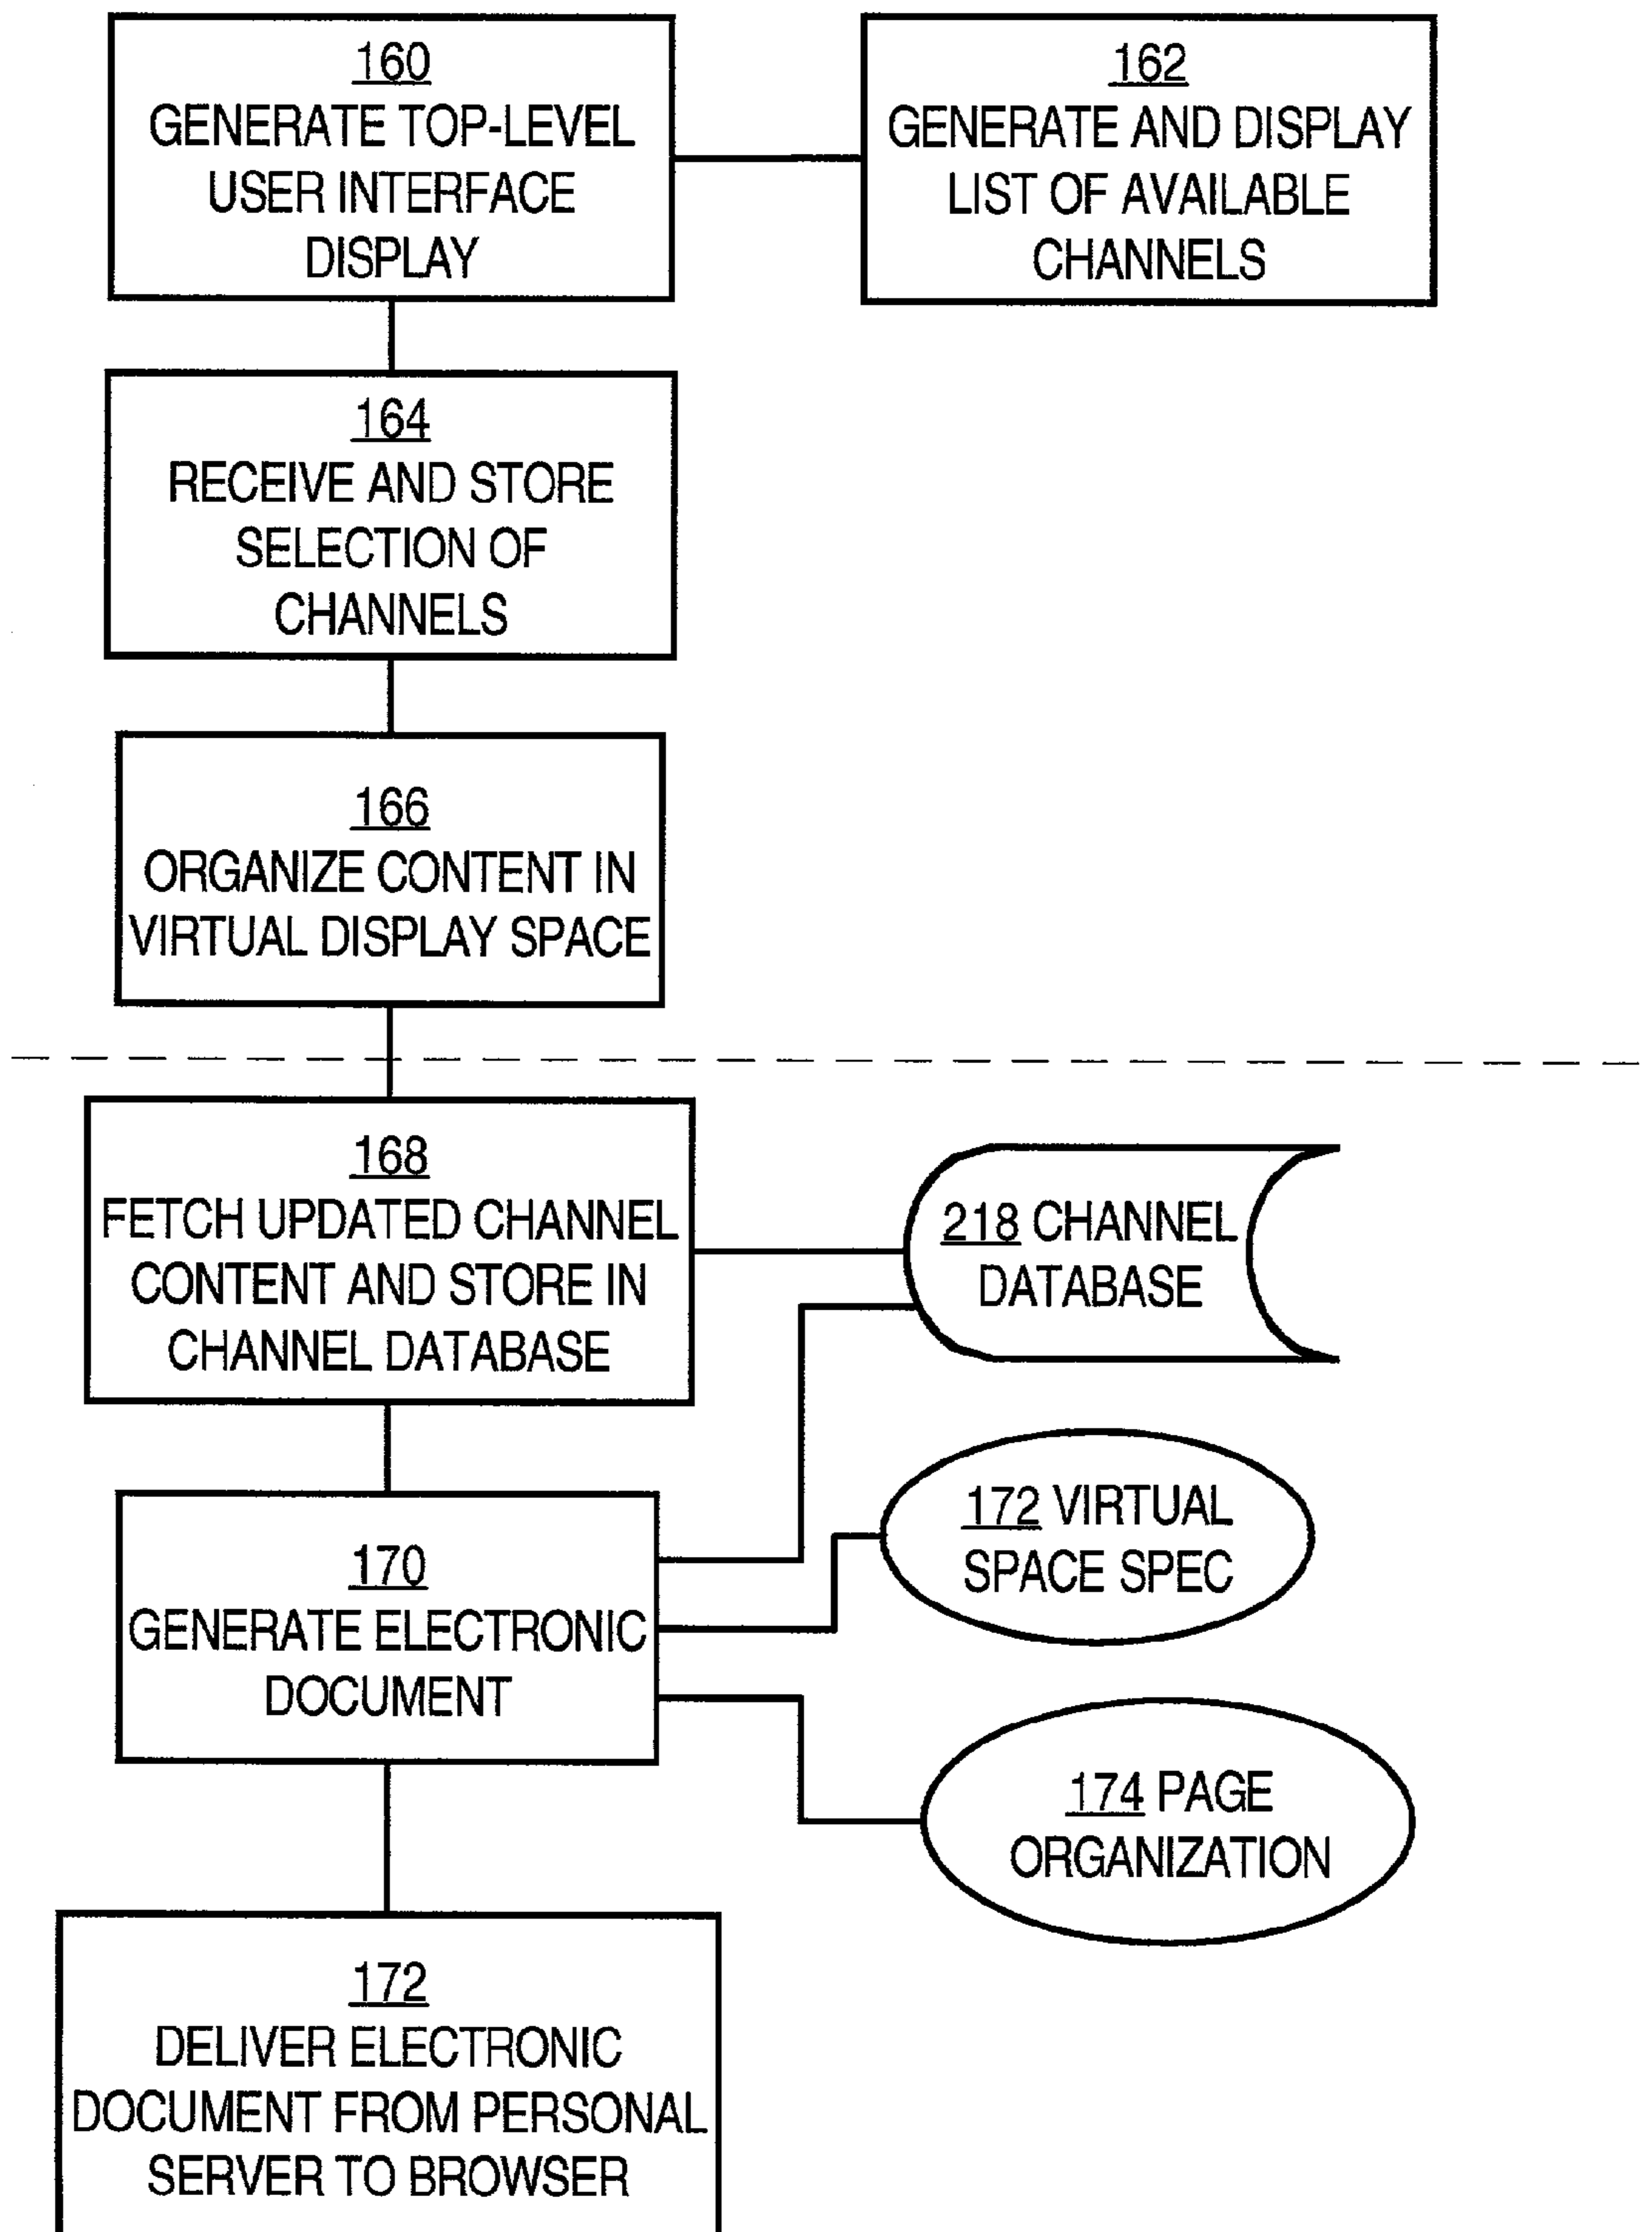 160
GENERATE TOP-LEVEL
USER INTERFACE
DISPLAY
162
GENERATE AND DISPLAY
LIST OF AVAILABLE
CHANNELS
164
RECEIVE AND STORE
SELECTION OF
CHANNELS
166
ORGANIZE CONTENT IN
VIRTUAL DISPLAY SPACE
168
FETCH UPDATED CHANNEL
CONTENT AND STORE IN
CHANNEL DATABASE
218 CHANNEL
DATABASE
170
GENERATE ELECTRONIC
DOCUMENT
172 VIRTUAL
SPACE SPEC
174 PAGE
ORGANIZATION
172
DELIVER ELECTRONIC
DOCUMENT FROM PERSONAL
SERVER TO BROWSER